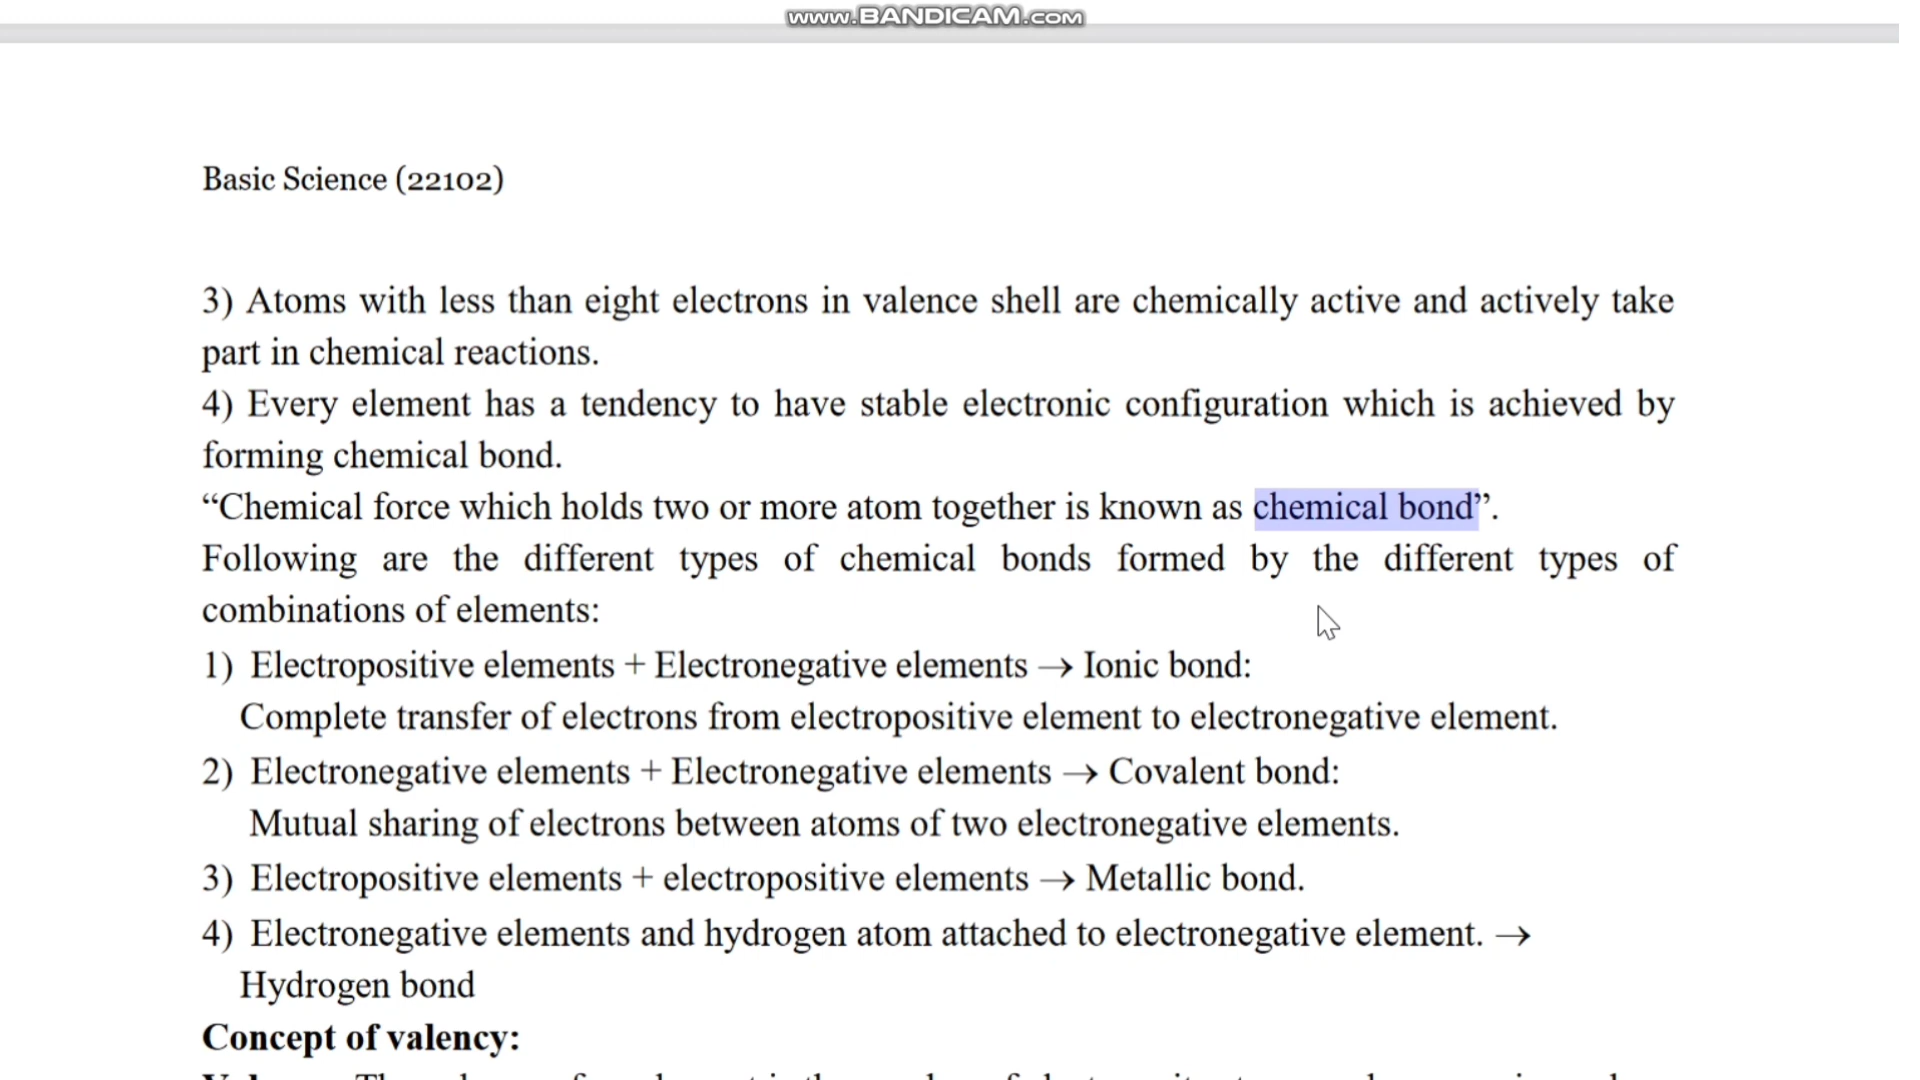 www.BANDICAM.com
Basic Science (22102)
3) Atoms with less than eight electrons in valence shell are chemically active and actively take
part in chemical reactions.
4) Every element has a tendency to have stable electronic configuration which is achieved by
forming chemical bond.
“Chemical force which holds two or more atom together is known as chemical bond”.
Following are the different types of chemical bonds formed by the different types of
combinations of elements:
1) Electropositive elements + Electronegative elements → Ionic bond:
Complete transfer of electrons from electropositive element to electronegative element.
2) Electronegative elements + Electronegative elements → Covalent bond:
Mutual sharing of electrons between atoms of two electronegative elements.
3) Electropositive elements + electropositive elements → Metallic bond.
4) Electronegative elements and hydrogen atom attached to electronegative element. →
Hydrogen bond
Concept of valency: